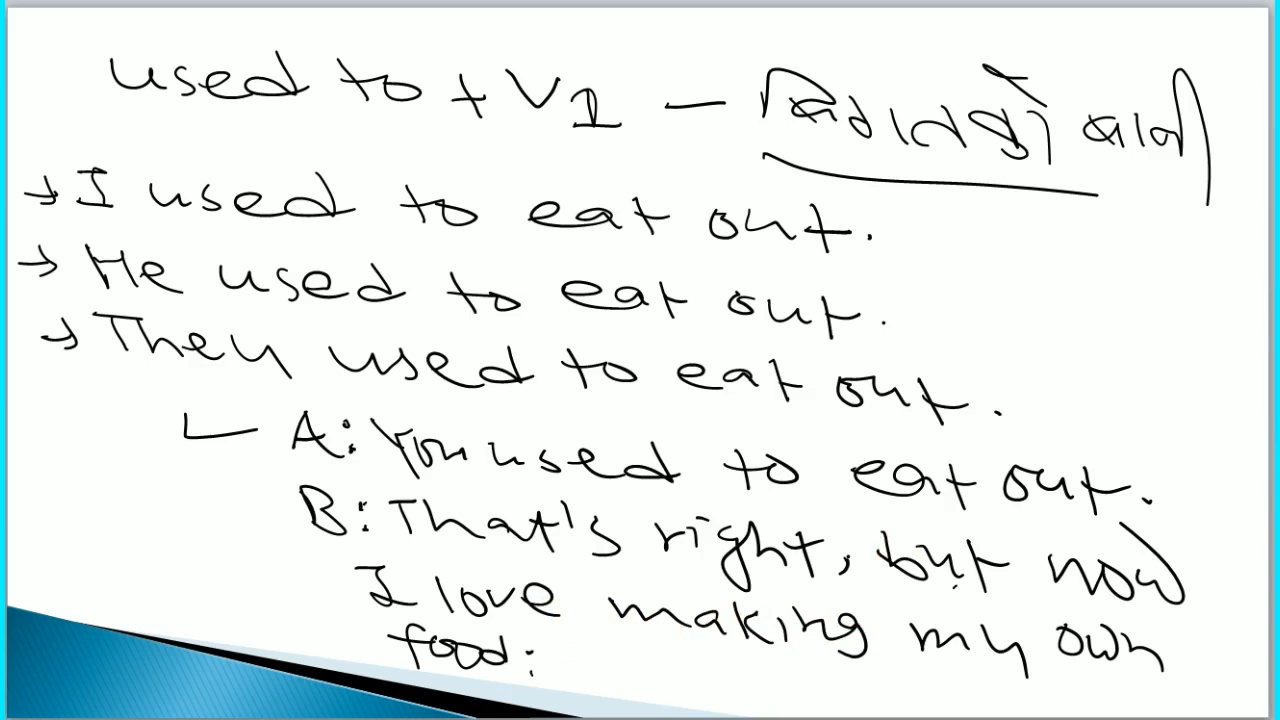 used to + V1 —
→ I used to eat out.
→ He used to eat out.
→ They used to eat out.
A: You used to eat out.
B: That's right, but now
I love making my own
food: